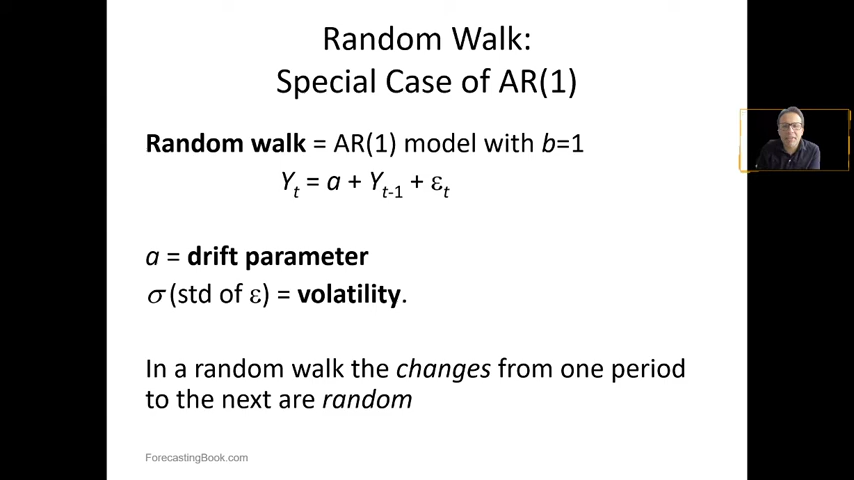 Random Walk:
Special Case of AR(1)
Random walk = AR(1) model with b=1
Yt = a + Yt-1 + εt
a = drift parameter
σ (std of ε) = volatility.
In a random walk the changes from one period
to the next are random
ForecastingBook.com